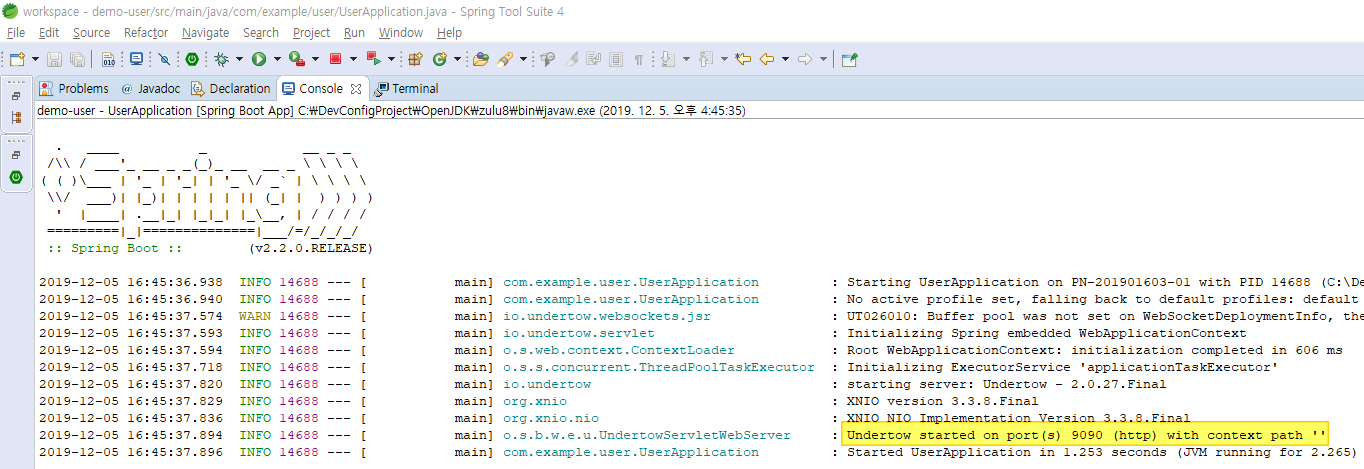 workspace - demo-user/src/main/java/com/example/user/UserApplication.java - Spring Tool Suite 4
File Edit Source Refactor Navigate Search Project Run Window Help
Problems @ Javadoc Declaration Console Terminal
demo-user - UserApplication [Spring Boot App] C:₩DevConfigProject₩OpenJDK₩zulu8₩bin₩javaw.exe (2019. 12. 5. 오후 4:45:35)
Spring
:: Spring Boot :: (v2.2.0.RELEASE)
2019-12-05 16:45:36.938 INFO 14688 --- [ main] com.example.user.UserApplication : Starting UserApplication on PN-201901603-01 with PID 14688 (C:\De
2019-12-05 16:45:36.940 INFO 14688 --- [ main] com.example.user.UserApplication : No active profile set, falling back to default profiles: default
2019-12-05 16:45:37.574 WARN 14688 --- [ main] io.undertow.websockets.jsr : UT026010: Buffer pool was not set on WebSocketDeploymentInfo, the
2019-12-05 16:45:37.593 INFO 14688 --- [ main] io.undertow.servlet : Initializing Spring embedded WebApplicationContext
2019-12-05 16:45:37.594 INFO 14688 --- [ main] o.s.web.context.ContextLoader : Root WebApplicationContext: initialization completed in 606 ms
2019-12-05 16:45:37.718 INFO 14688 --- [ main] o.s.s.concurrent.ThreadPoolTaskExecutor : Initializing ExecutorService 'applicationTaskExecutor'
2019-12-05 16:45:37.820 INFO 14688 --- [ main] io.undertow : starting server: Undertow - 2.0.27.Final
2019-12-05 16:45:37.829 INFO 14688 --- [ main] org.xnio : XNIO version 3.3.8.Final
2019-12-05 16:45:37.836 INFO 14688 --- [ main] org.xnio.nio : XNIO NIO Implementation Version 3.3.8.Final
2019-12-05 16:45:37.894 INFO 14688 --- [ main] o.s.b.w.e.u.UndertowServletWebServer : Undertow started on port(s) 9090 (http) with context path ''
2019-12-05 16:45:37.896 INFO 14688 --- [ main] com.example.user.UserApplication : Started UserApplication in 1.253 seconds (JVM running for 2.265)